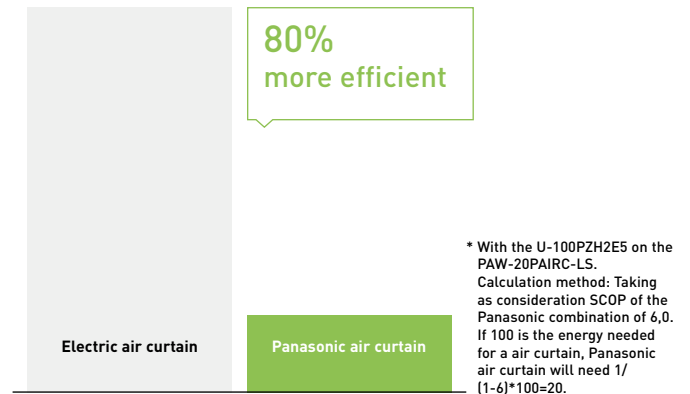 80%
more efficient
Electric air curtain
Panasonic air curtain
* With the U-100PZH2E5 on the
PAW-20PAIRC-LS.
Calculation method: Taking
as consideration SCOP of the
Panasonic combination of 6,0.
If 100 is the energy needed
for a air curtain, Panasonic
air curtain will need 1/
(1-6)*100=20.